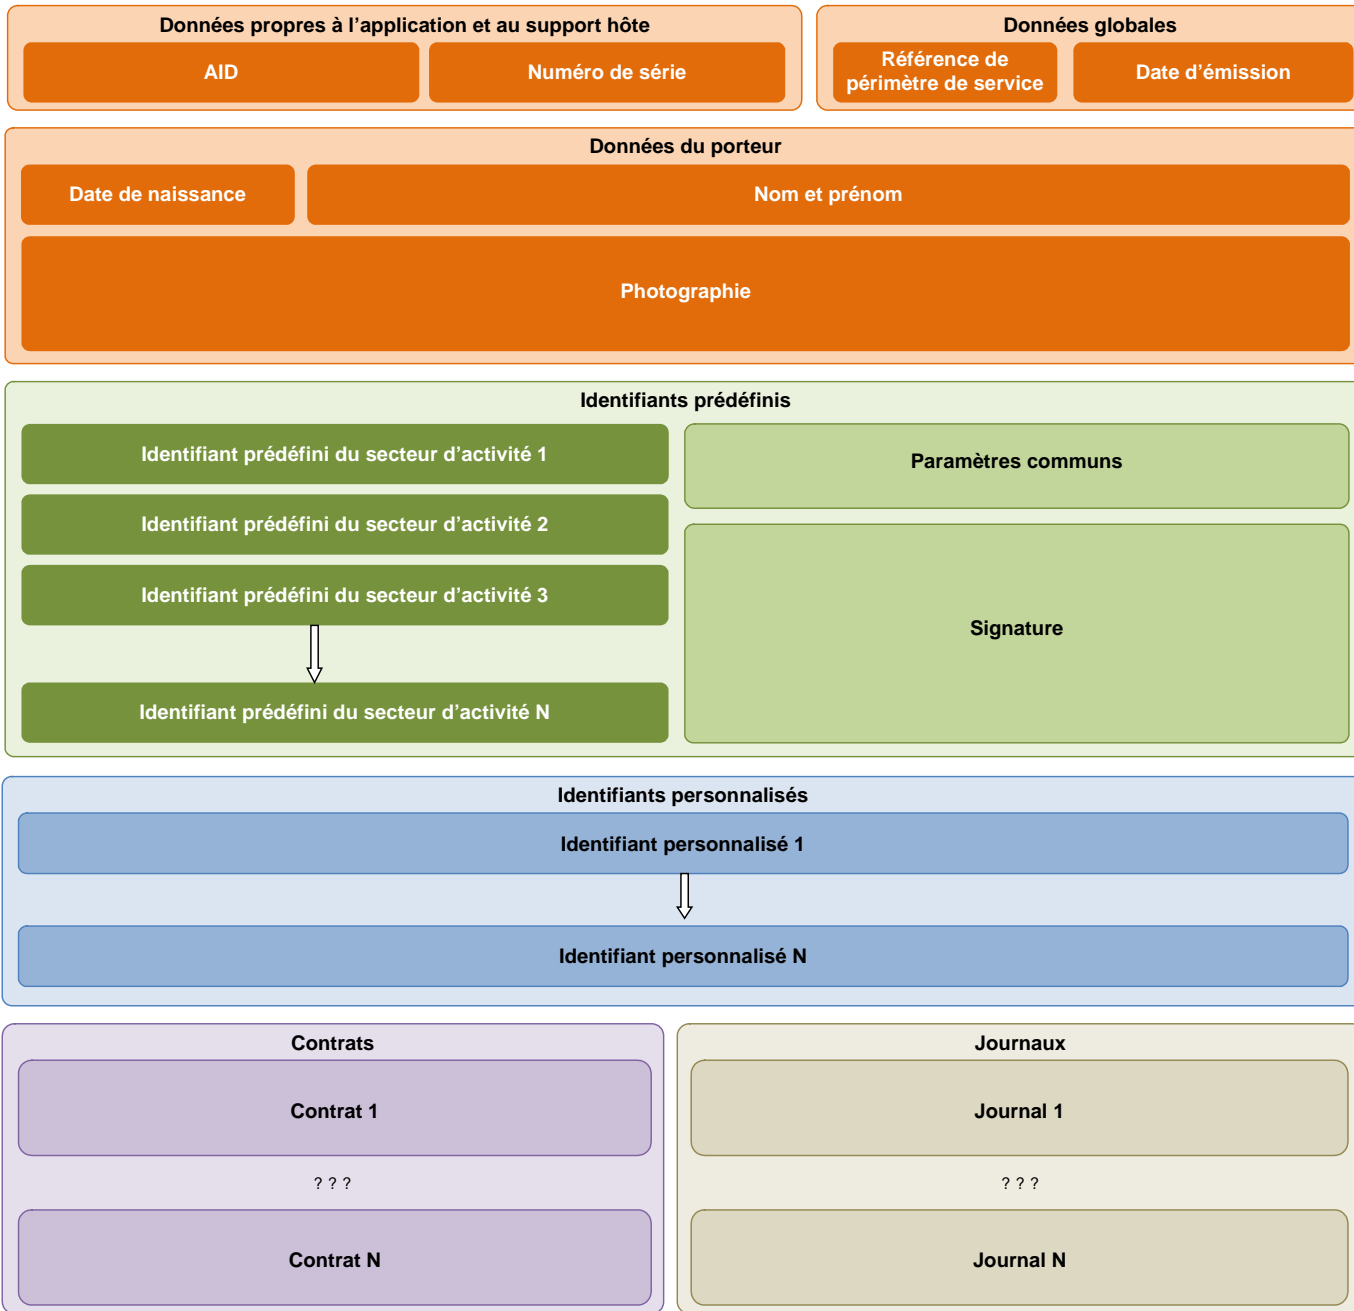 Données propres à l’application et au support hôte
AID
Numéro de série
Données globales
Référence de
périmètre de service
Date d’émission
Données du porteur
Date de naissance
Nom et prénom
Photographie
Identifiants prédéfinis
Identifiant prédéfini du secteur d’activité 1
Identifiant prédéfini du secteur d’activité 2
Identifiant prédéfini du secteur d’activité 3
Identifiant prédéfini du secteur d’activité N
Paramètres communs
Signature
Identifiants personnalisés
Identifiant personnalisé 1
Identifiant personnalisé N
Contrats
Contrat 1
? ? ?
Contrat N
Journaux
Journal 1
? ? ?
Journal N